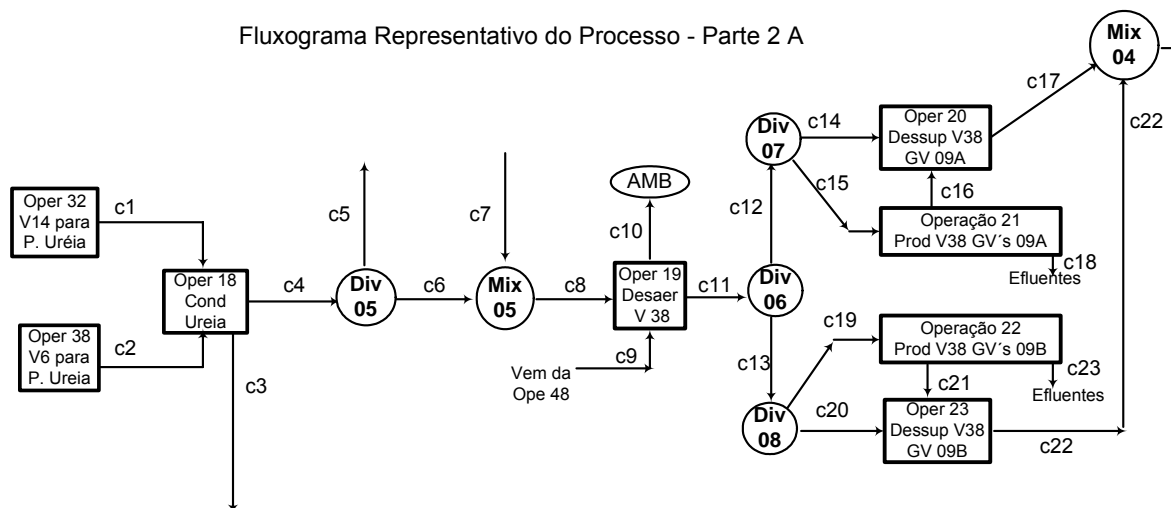 Fluxograma Representativo do Processo - Parte 2 A
Mix
04
c17
c22
Div
07
c14
Oper 20
Dessup V38
GV 09A
c15
c16
AMB
c5
c7
c10
c12
Operação 21
Prod V38 GV´s 09A
c18
Efluentes
Oper 32
V14 para
P. Uréia
c1
Oper 18
Cond
Ureia
c4
Div
05
c6
Mix
05
c8
Oper 19
Desaer
V 38
c11
Div
06
Oper 38
V6 para
P. Ureia
c2
c3
c9
Vem da
Ope 48
c13
c19
Operação 22
Prod V38 GV´s 09B
c23
Efluentes
c21
Div
08
c20
Oper 23
Dessup V38
GV 09B
c22